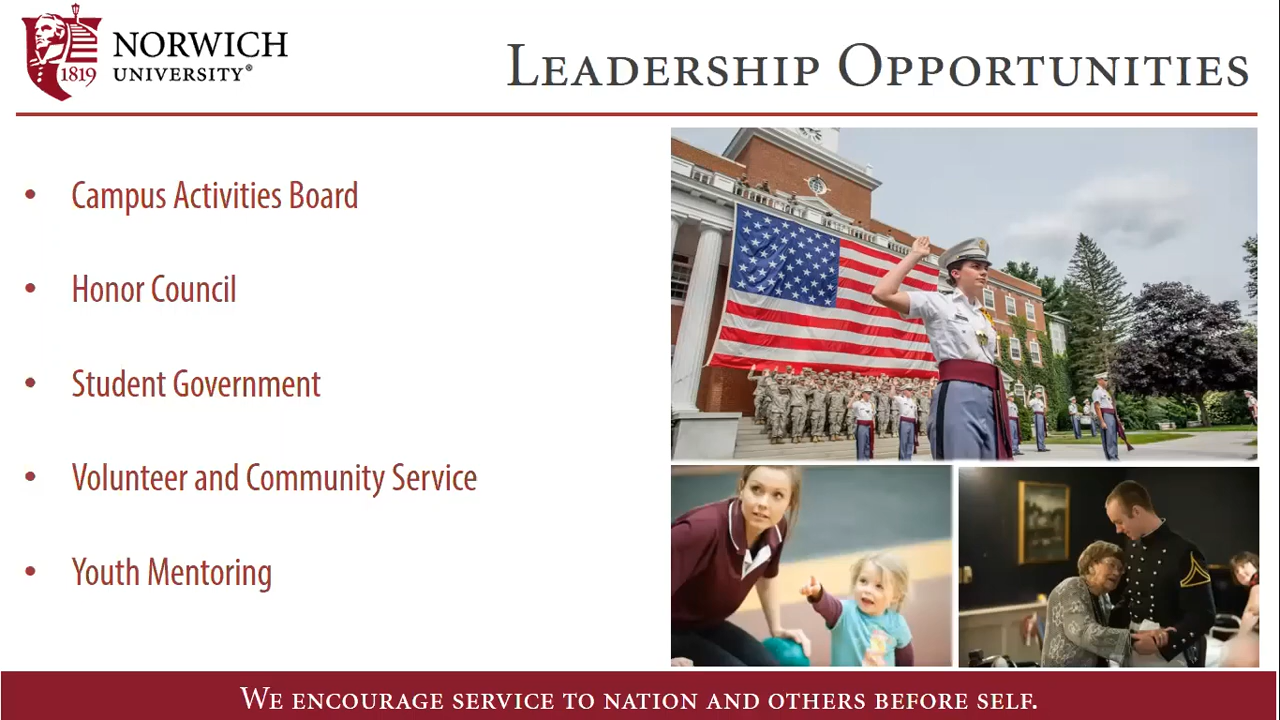 NORWICH
UNIVERSITY®
1819
LEADERSHIP OPPORTUNITIES
• Campus Activities Board
• Honor Council
• Student Government
• Volunteer and Community Service
• Youth Mentoring
WE ENCOURAGE SERVICE TO NATION AND OTHERS BEFORE SELF.